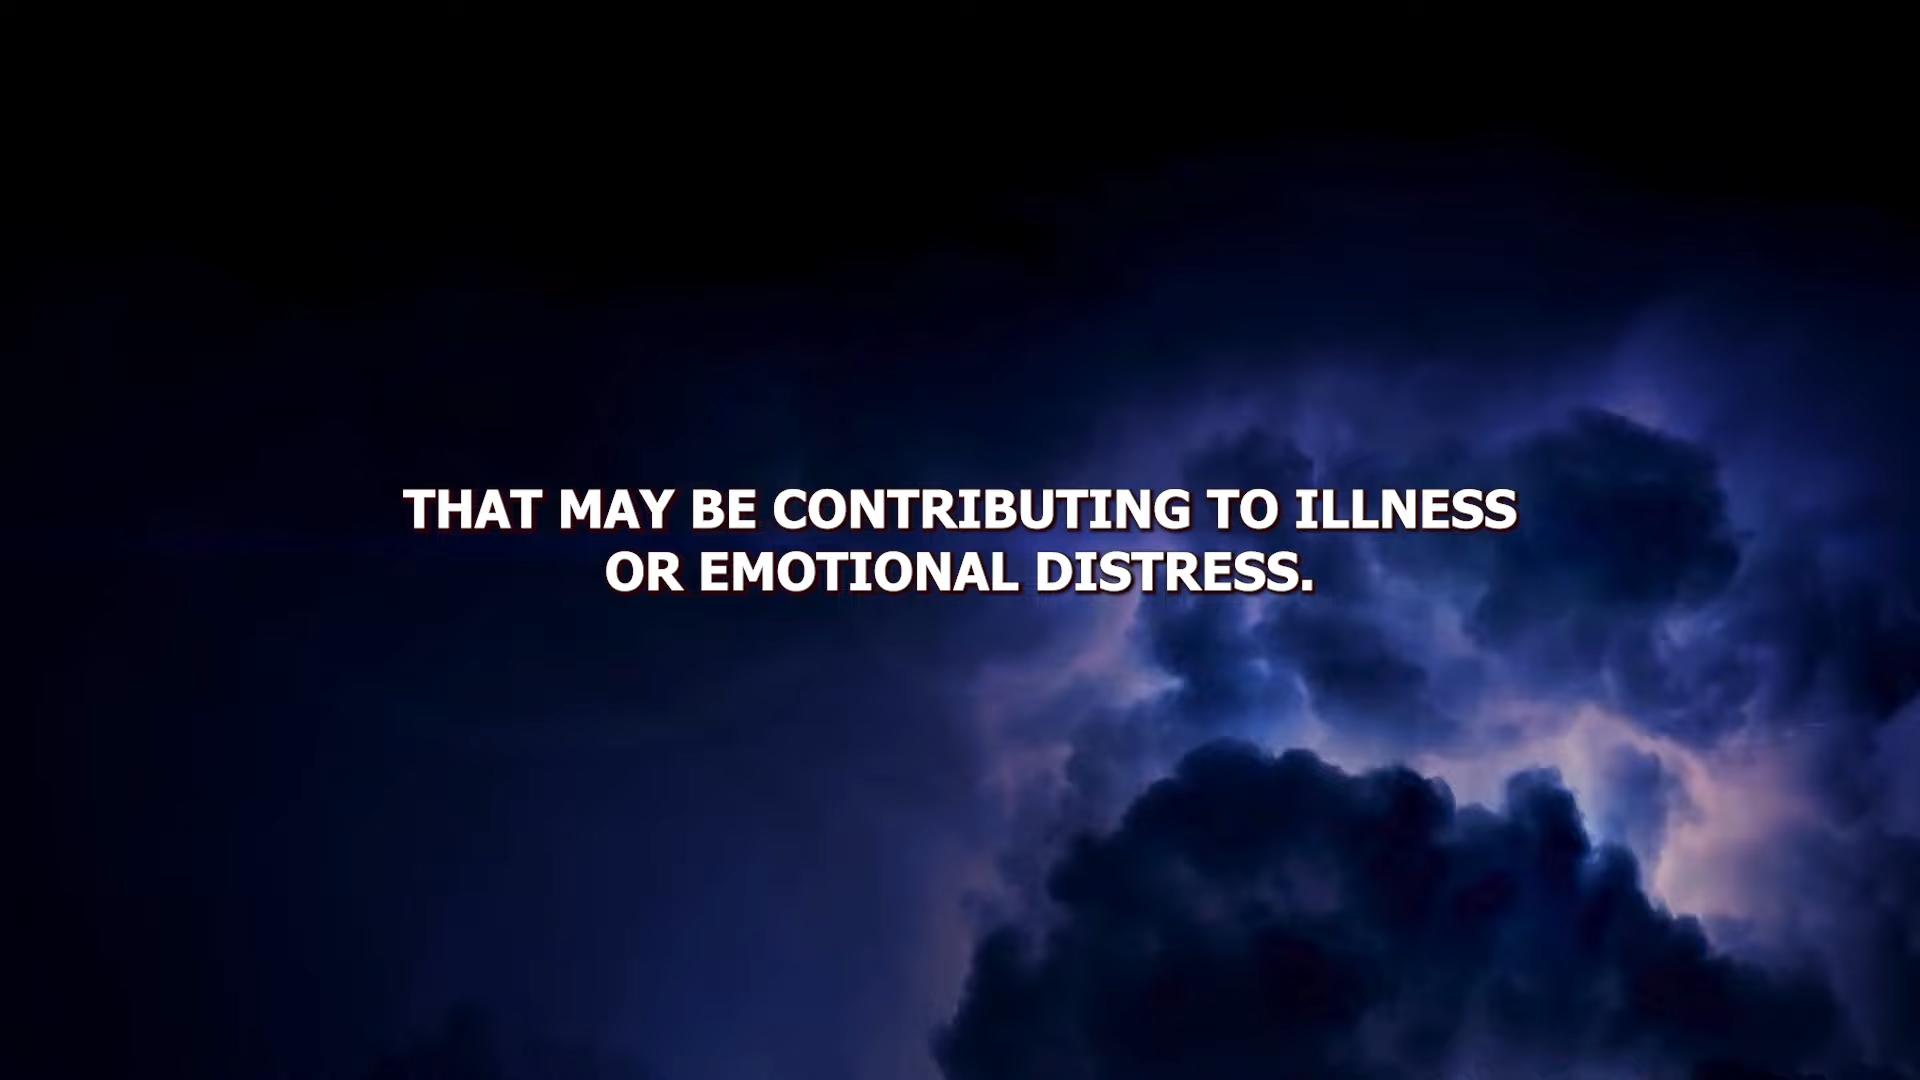 THAT MAY BE CONTRIBUTING TO ILLNESS
OR EMOTIONAL DISTRESS.